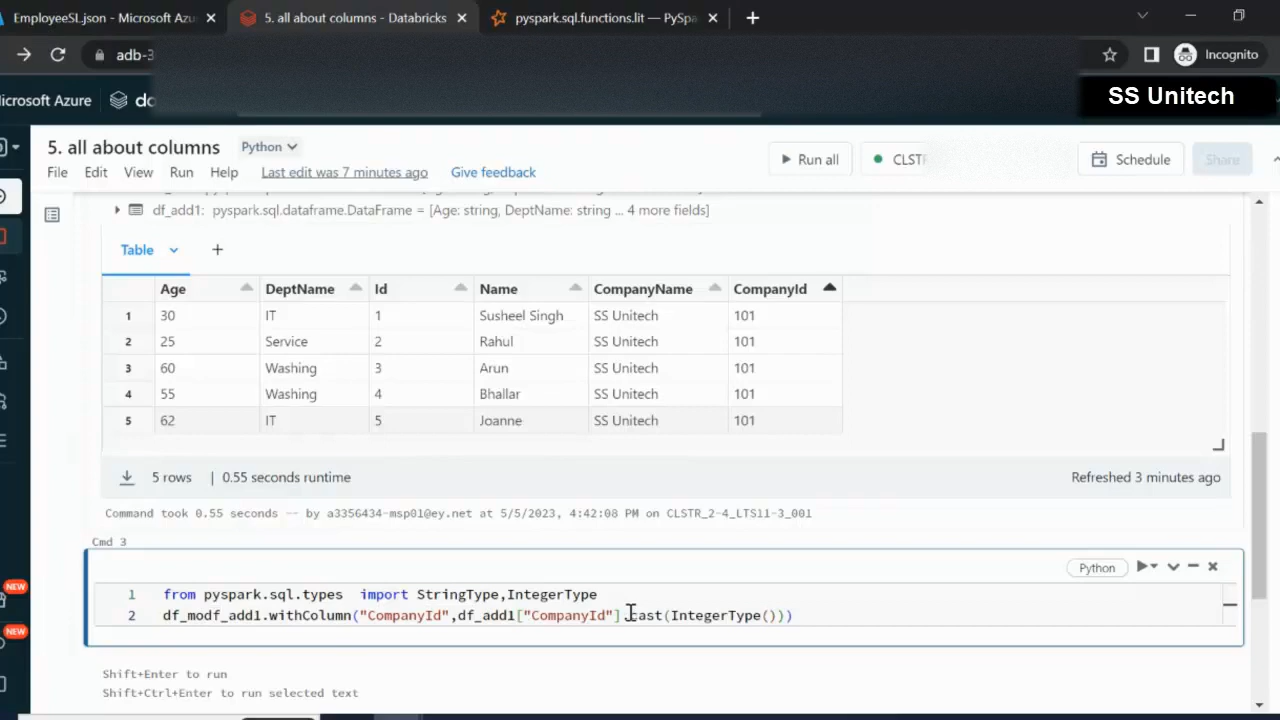 EmployeeSI.json - Microsoft Azu
5. all about columns - Databricks
pyspark.sql.functions.lit — PySpa
adb-3
Incognito
Microsoft Azure
SS Unitech
5. all about columns
Python
Run all
CLSTR
Schedule
Share
File Edit View Run Help Last edit was 7 minutes ago Give feedback
df_add1: pyspark.sql.dataframe.DataFrame = [Age: string, DeptName: string ... 4 more fields]
Table +
Age DeptName Id Name CompanyName CompanyId
1 30 IT 1 Susheel Singh SS Unitech 101
2 25 Service 2 Rahul SS Unitech 101
3 60 Washing 3 Arun SS Unitech 101
4 55 Washing 4 Bhallar SS Unitech 101
5 62 IT 5 Joanne SS Unitech 101
5 rows | 0.55 seconds runtime
Refreshed 3 minutes ago
Command took 0.55 seconds -- by a3356434-msp01@ey.net at 5/5/2023, 4:42:08 PM on CLSTR_2-4_LTS11-3_001
Cmd 3
Python
1 from pyspark.sql.types import StringType,IntegerType
2 df_modf_add1.withColumn("CompanyId",df_add1["CompanyId"].cast(IntegerType()))
NEW
NEW
Shift+Enter to run
Shift+Ctrl+Enter to run selected text